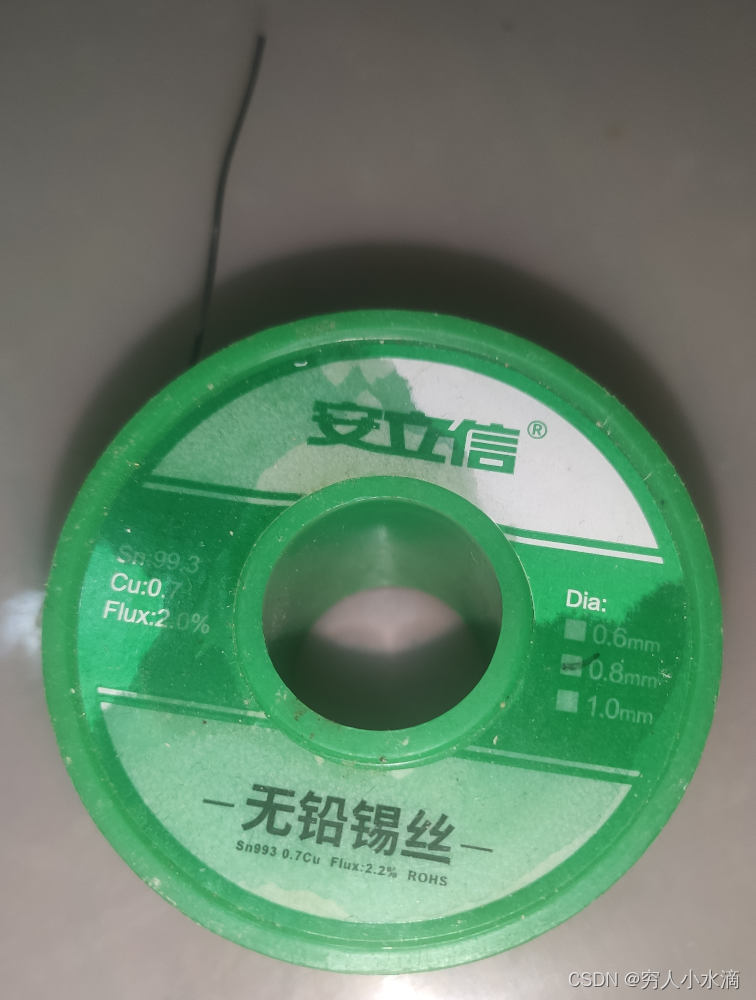 安立信®
Sn:99.3
Cu:0.7
Flux:2.0%
Dia:
0.6mm
0.8mm
1.0mm
—无铅锡丝—
Sn993 0.7Cu Flux:2.2% ROHS
CSDN @穷人小水滴